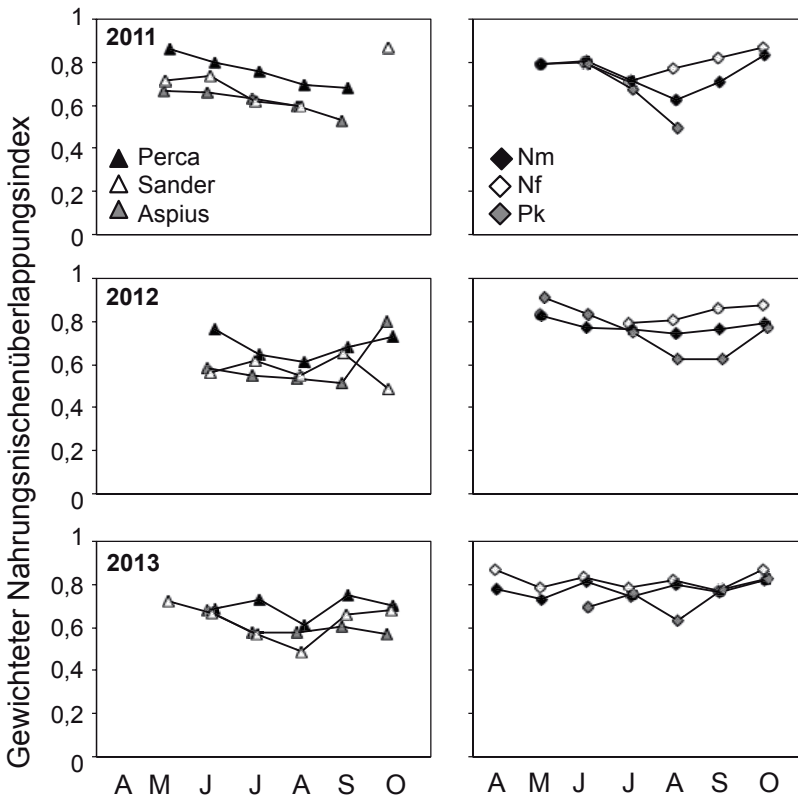 Gewichteter Nahrungsnischenüberlappungsindex
1
0,8
0,6
0,4
0,2
0
2011
Perca
Sander
Aspius
Nm
Nf
Pk
1
0,8
0,6
0,4
0,2
0
2012
1
0,8
0,6
0,4
0,2
0
2013
A M J J A S O
A M J J A S O